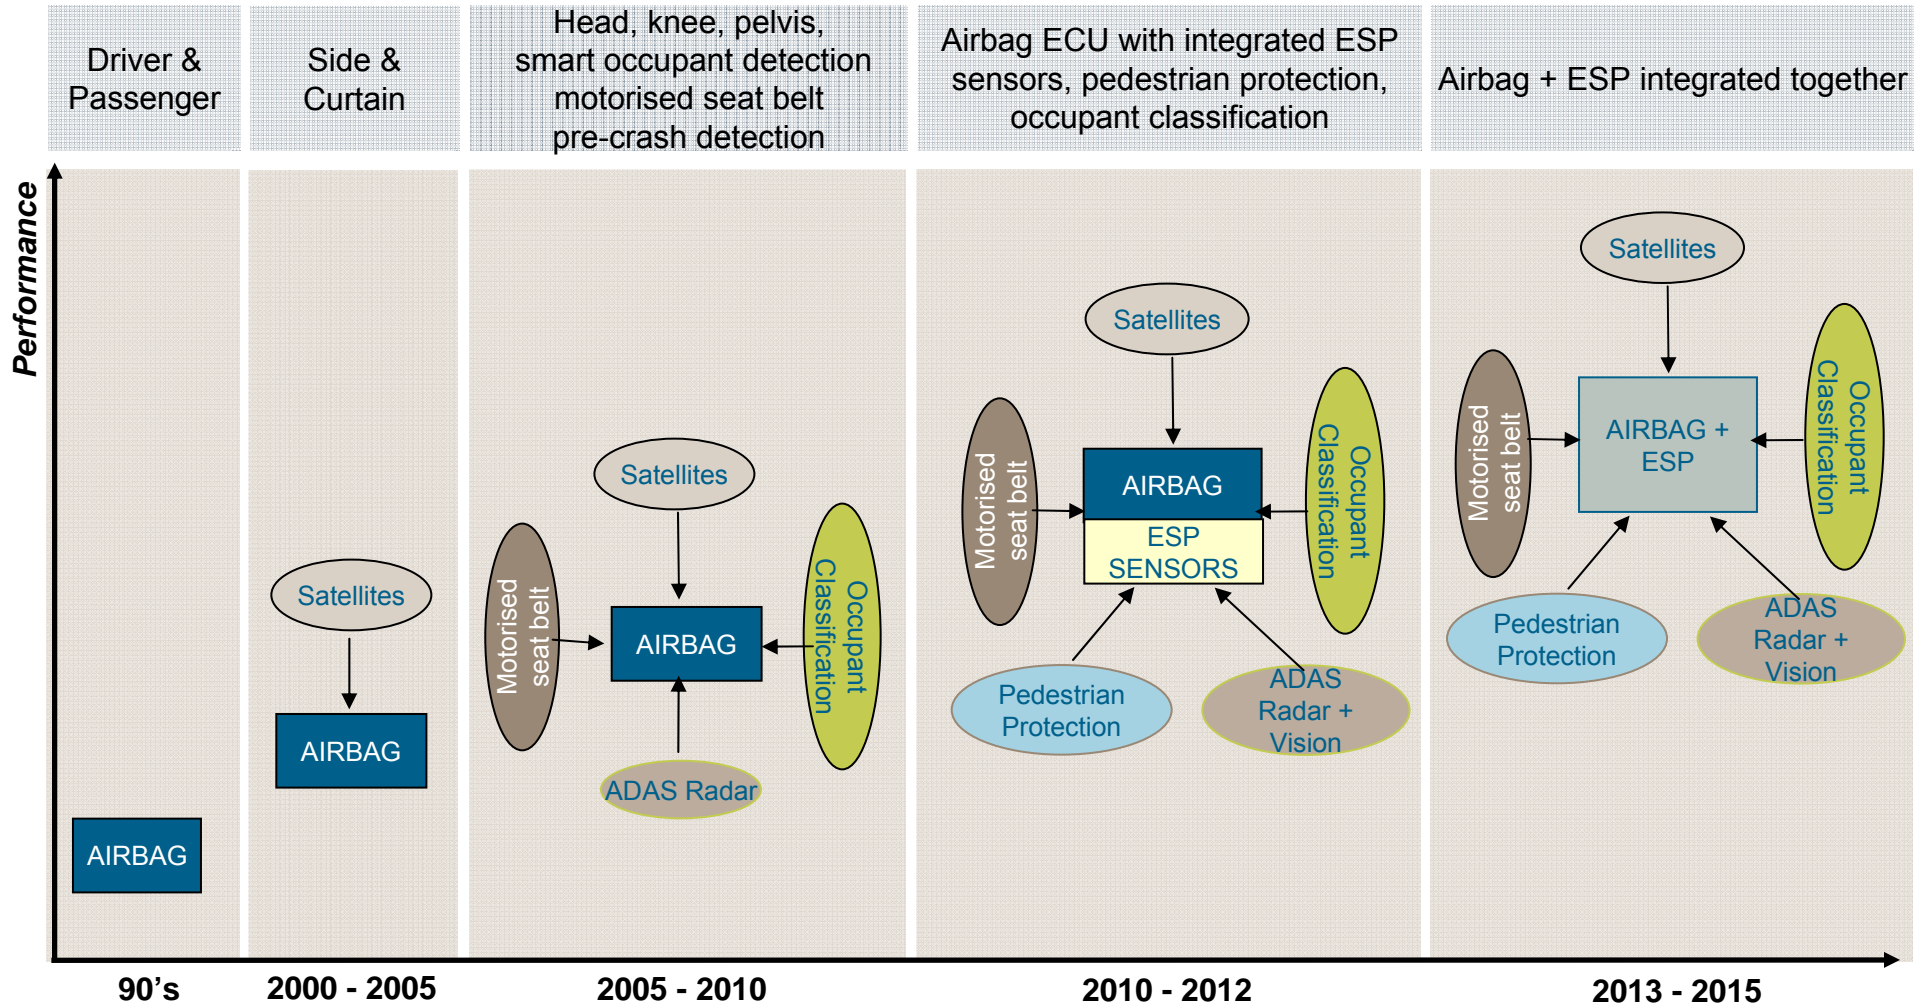 Driver &
Passenger
Side &
Curtain
Head, knee, pelvis,
smart occupant detection
motorised seat belt
pre-crash detection
Airbag ECU with integrated ESP
sensors, pedestrian protection,
occupant classification
Airbag + ESP integrated together
Performance
AIRBAG
Satellites
AIRBAG
Satellites
Motorised
seat belt
AIRBAG
Occupant
Classification
ADAS Radar
Satellites
Motorised
seat belt
AIRBAG
ESP
SENSORS
Occupant
Classification
Pedestrian
Protection
ADAS
Radar +
Vision
Satellites
Motorised
seat belt
AIRBAG +
ESP
Occupant
Classification
Pedestrian
Protection
ADAS
Radar +
Vision
90’s
2000 - 2005
2005 - 2010
2010 - 2012
2013 - 2015